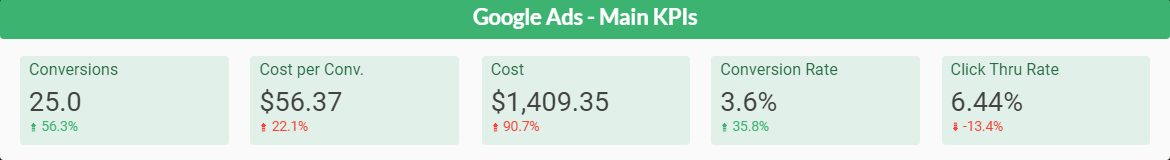 Google Ads - Main KPIs
Conversions
25.0
⬆ 56.3%
Cost per Conv.
$56.37
⬆ 22.1%
Cost
$1,409.35
⬆ 90.7%
Conversion Rate
3.6%
⬆ 35.8%
Click Thru Rate
6.44%
⬇ -13.4%